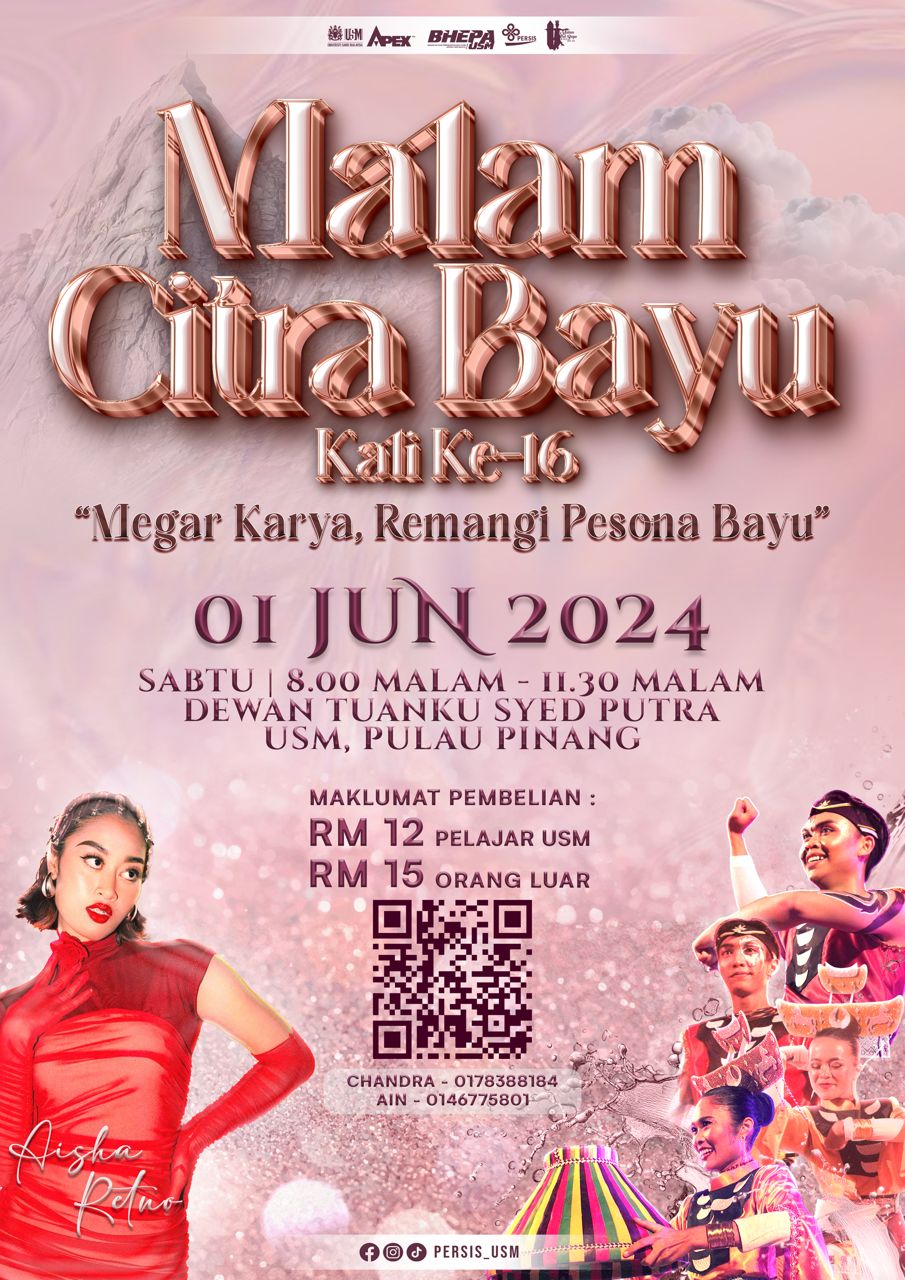 USM APEX BHEPA USM PERSIS
Malam
Citra Bayu
Kali Ke-16
“Megar Karya, Remangi Pesona Bayu”
01 JUN 2024
SABTU | 8.00 MALAM - 11.30 MALAM
DEWAN TUANKU SYED PUTRA
USM, PULAU PINANG
MAKLUMAT PEMBELIAN :
RM 12 PELAJAR USM
RM 15 ORANG LUAR
CHANDRA - 0178388184
AIN - 0146775801
Aisha
Retno
PERSIS_USM